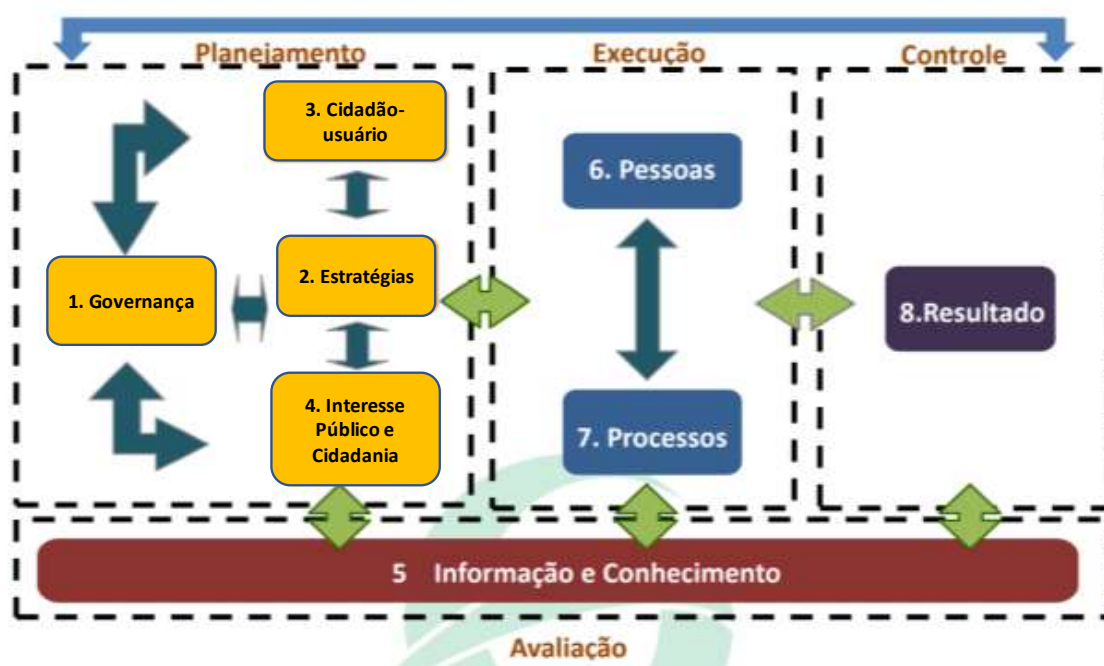 Planejamento
Execução
Controle
3. Cidadão-
usuário
6. Pessoas
2. Estratégias
1. Governança
8.Resultado
4. Interesse
Público e
Cidadania
7. Processos
5 Informação e Conhecimento
Avaliação